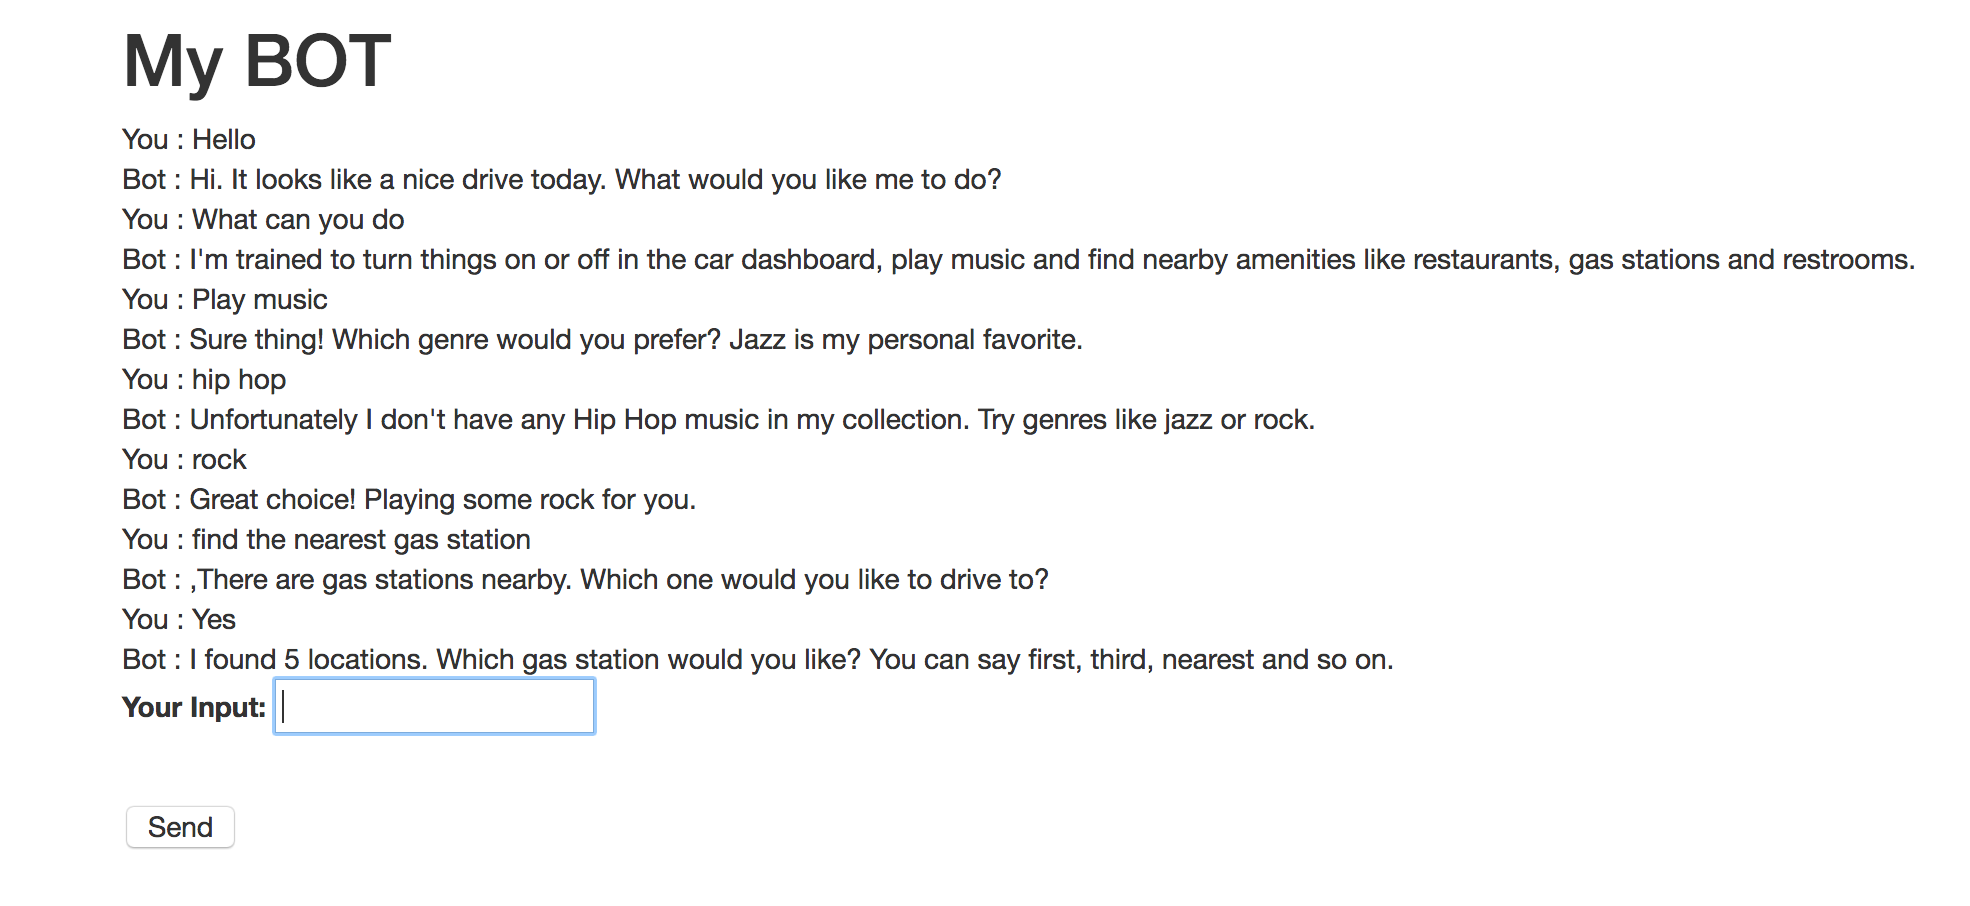 My BOT
You : Hello
Bot : Hi. It looks like a nice drive today. What would you like me to do?
You : What can you do
Bot : I'm trained to turn things on or off in the car dashboard, play music and find nearby amenities like restaurants, gas stations and restrooms.
You : Play music
Bot : Sure thing! Which genre would you prefer? Jazz is my personal favorite.
You : hip hop
Bot : Unfortunately I don't have any Hip Hop music in my collection. Try genres like jazz or rock.
You : rock
Bot : Great choice! Playing some rock for you.
You : find the nearest gas station
Bot : ,There are gas stations nearby. Which one would you like to drive to?
You : Yes
Bot : I found 5 locations. Which gas station would you like? You can say first, third, nearest and so on.
Your Input:
Send